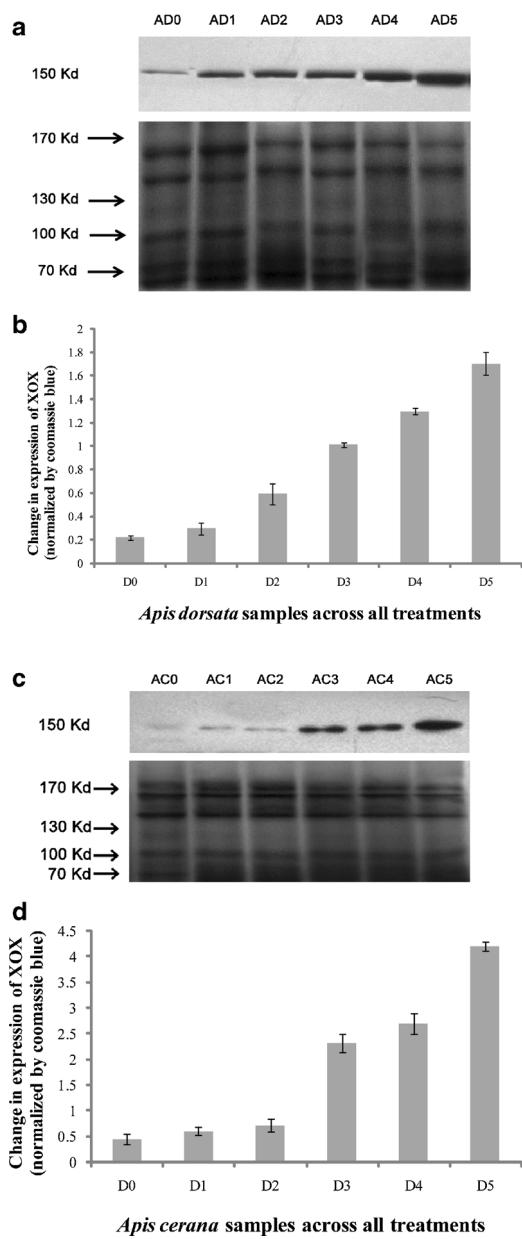 a
AD0 AD1 AD2 AD3 AD4 AD5
150 Kd
170 Kd
130 Kd
100 Kd
70 Kd
b
Change in expression of XOX
(normalized by coomassie blue)
2
1.8
1.6
1.4
1.2
1
0.8
0.6
0.4
0.2
0
D0 D1 D2 D3 D4 D5
Apis dorsata samples across all treatments
c
AC0 AC1 AC2 AC3 AC4 AC5
150 Kd
170 Kd
130 Kd
100 Kd
70 Kd
d
Change in expression of XOX
(normalized by coomassie blue)
4.5
4
3.5
3
2.5
2
1.5
1
0.5
0
D0 D1 D2 D3 D4 D5
Apis cerana samples across all treatments